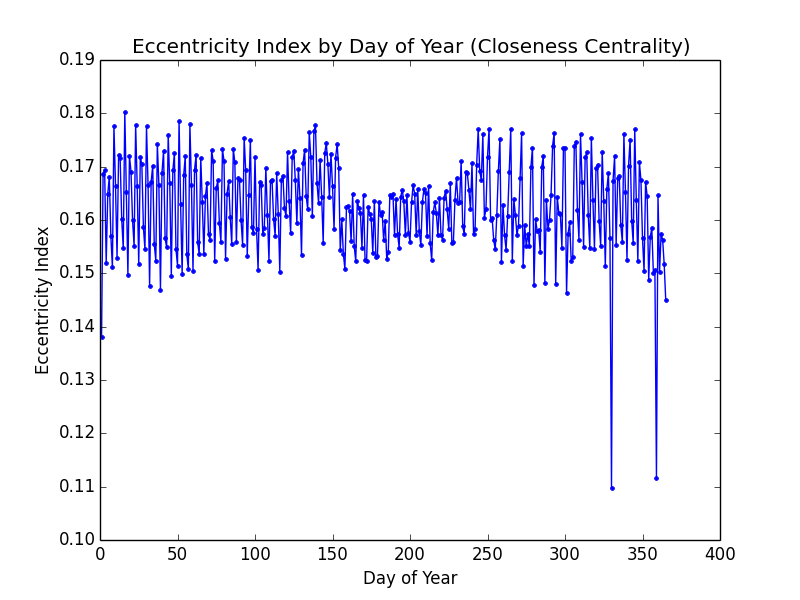 Eccentricity Index by Day of Year (Closeness Centrality)
0.19
0.18
0.17
0.16
0.15
0.14
0.13
0.12
0.11
0.10
Eccentricity Index
0 50 100 150 200 250 300 350 400
Day of Year